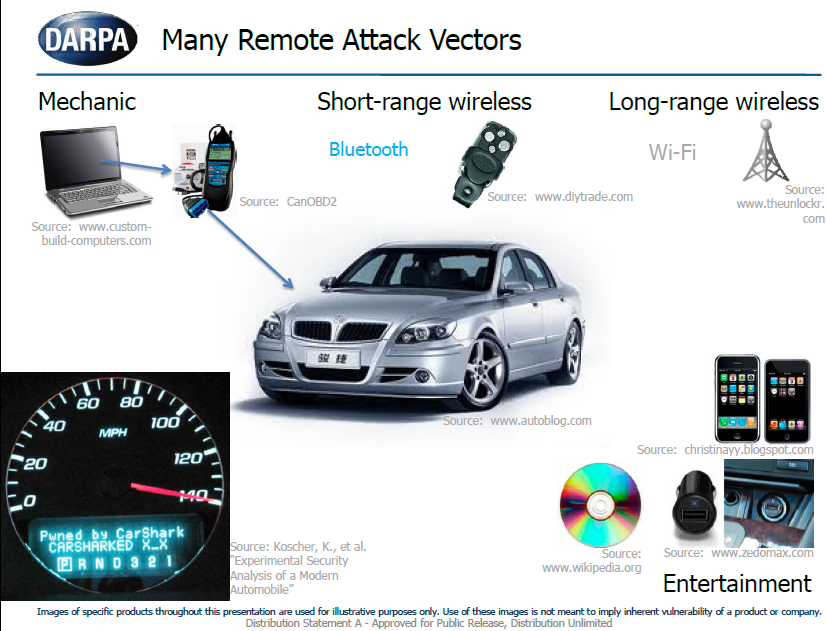 DARPA
Many Remote Attack Vectors
Mechanic
Short-range wireless
Long-range wireless
Bluetooth
Wi-Fi
Source: CanOBD2
Source: www.diytrade.com
Source:
www.theunlockr.
com
Source: www.custom-
build-computers.com
骏捷
Source: www.autoblog.com
0
20
40
60
80
100
120
140
MPH
Pwned by CarShark
CARSHARKED X_X
P R N D 3 2 1
Source: Koscher, K., et al.
"Experimental Security
Analysis of a Modern
Automobile"
Source: christinayy.blogspot.com
Source:
www.wikipedia.org
Source: www.zedomax.com
Entertainment
Images of specific products throughout this presentation are used for illustrative purposes only. Use of these images is not meant to imply inherent vulnerability of a product or company.
Distribution Statement A - Approved for Public Release, Distribution Unlimited